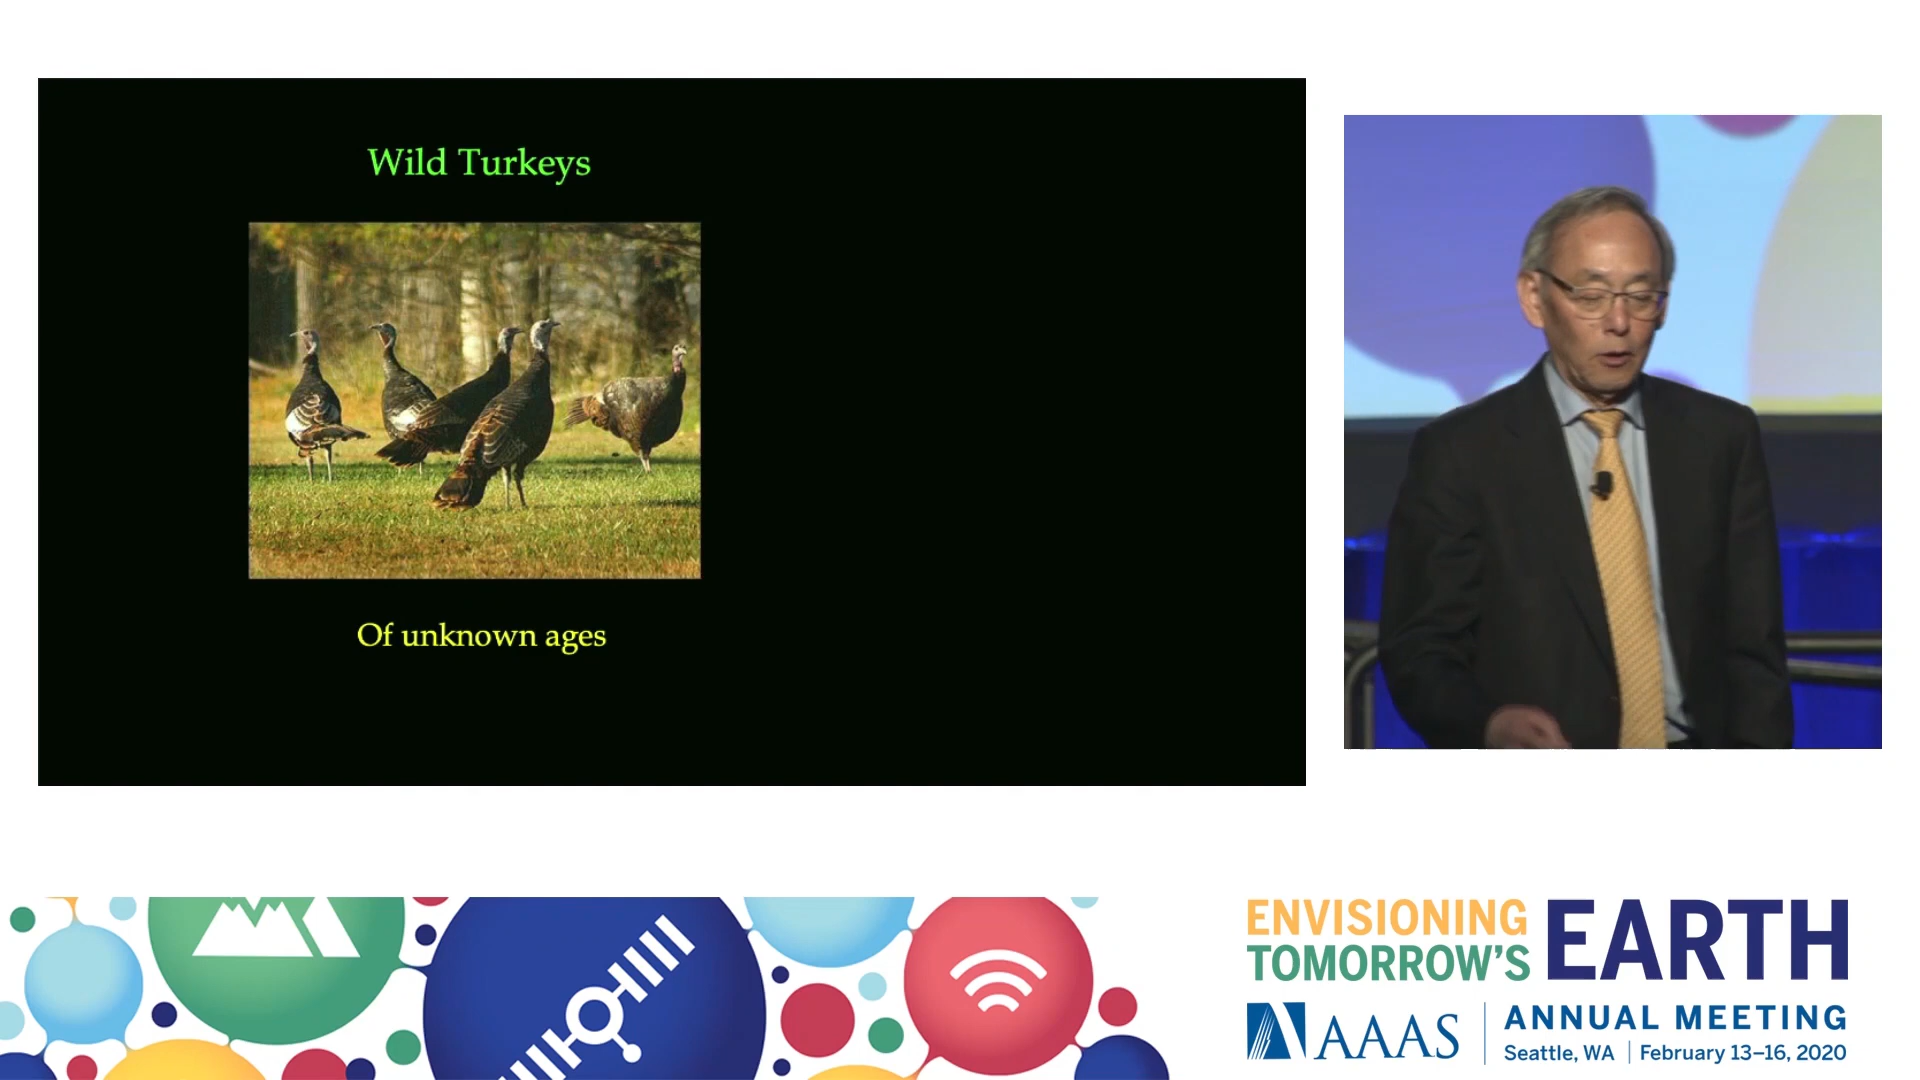 Wild Turkeys
Of unknown ages
ENVISIONING
TOMORROW'S
EARTH
AAAS
ANNUAL MEETING
Seattle, WA | February 13–16, 2020